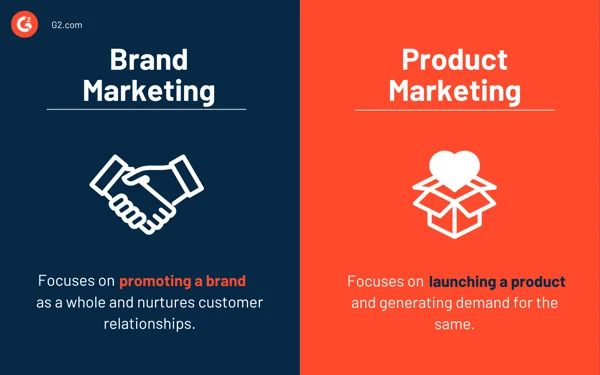 G2
G2.com
Brand
Marketing
Focuses on promoting a brand
as a whole and nurtures customer
relationships.
Product
Marketing
Focuses on launching a product
and generating demand for the
same.